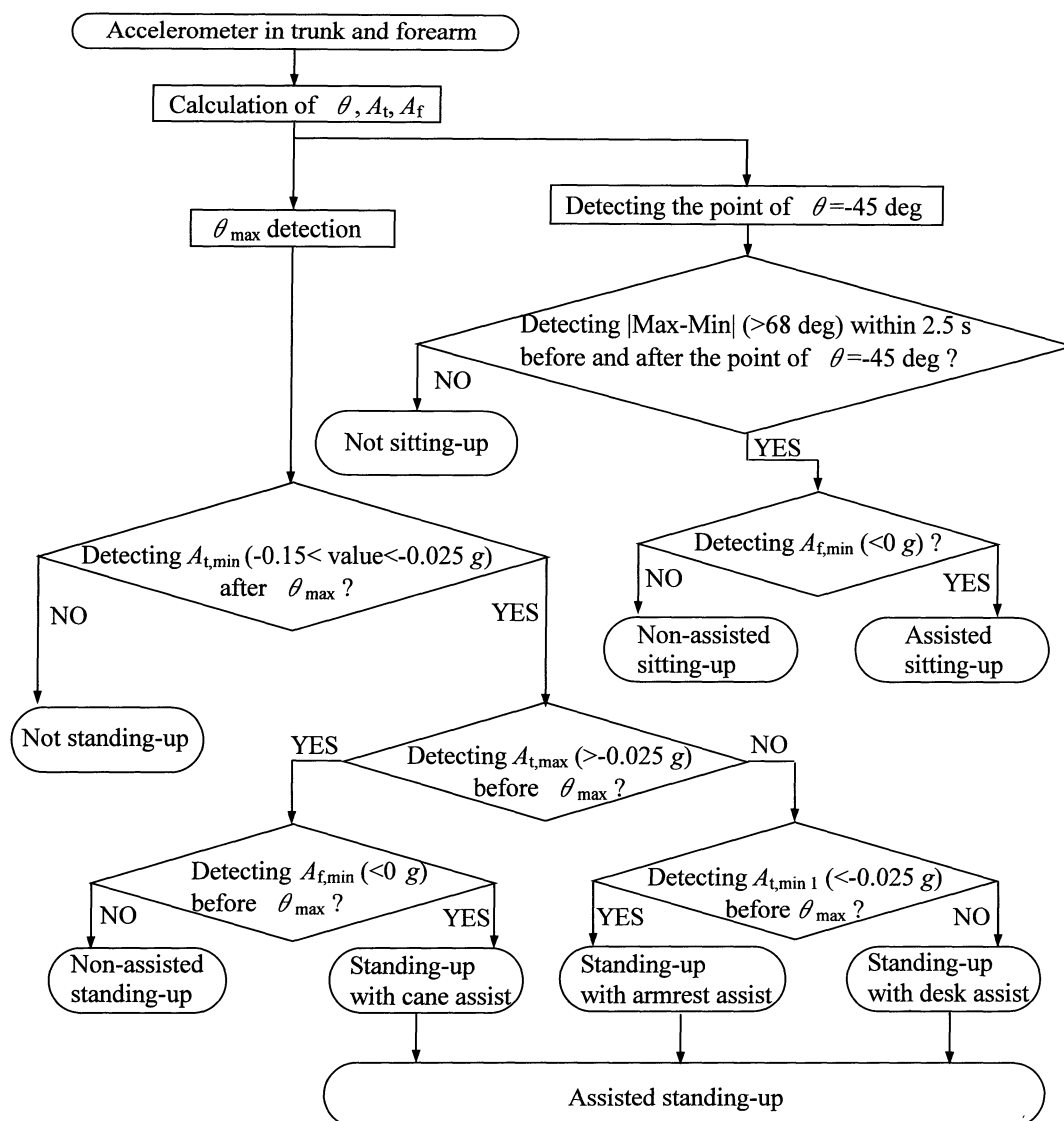 Accelerometer in trunk and forearm
Calculation of θ, At, Af
θmax detection
Detecting the point of θ=-45 deg
Detecting |Max-Min| (>68 deg) within 2.5 s
before and after the point of θ=-45 deg ?
NO
YES
Not sitting-up
Detecting At,min (-0.15< value<-0.025 g)
after θmax ?
NO
YES
Detecting Af,min (<0 g) ?
NO
YES
Non-assisted
sitting-up
Assisted
sitting-up
Not standing-up
Detecting At,max (>-0.025 g)
before θmax ?
YES
NO
Detecting Af,min (<0 g)
before θmax ?
NO
YES
Detecting At,min 1 (<-0.025 g)
before θmax ?
YES
NO
Non-assisted
standing-up
Standing-up
with cane assist
Standing-up
with armrest assist
Standing-up
with desk assist
Assisted standing-up